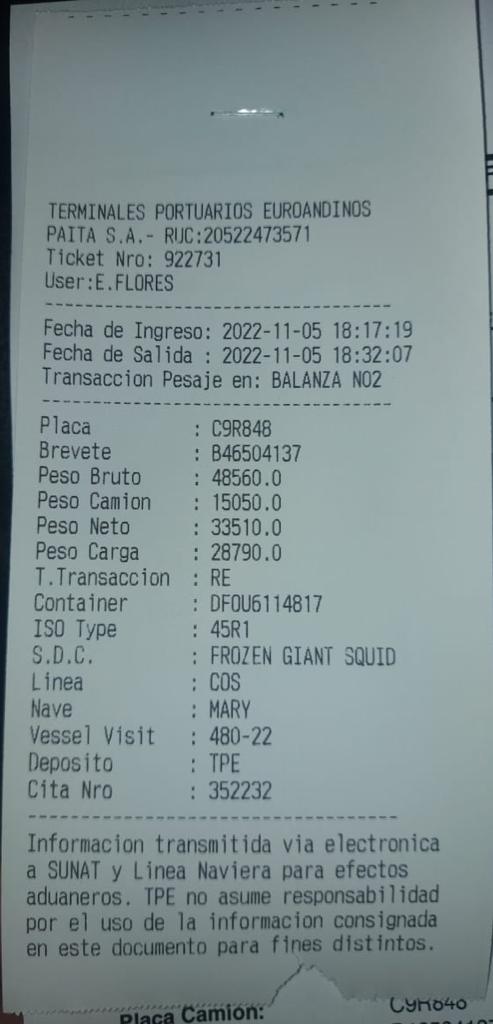 TERMINALES PORTUARIOS EUROANDINOS
PAITA S.A.- RUC:20522473571
Ticket Nro: 922731
User:E.FLORES
Fecha de Ingreso: 2022-11-05 18:17:19
Fecha de Salida : 2022-11-05 18:32:07
Transaccion Pesaje en: BALANZA NO2
Placa : C9R848
Brevete : B46504137
Peso Bruto : 48560.0
Peso Camion : 15050.0
Peso Neto : 33510.0
Peso Carga : 28790.0
T.Transaccion : RE
Container : DFOU6114817
ISO Type : 45R1
S.D.C. : FROZEN GIANT SQUID
Linea : COS
Nave : MARY
Vessel Visit : 480-22
Deposito : TPE
Cita Nro : 352232
Informacion transmitida via electronica
a SUNAT y Linea Naviera para efectos
aduaneros. TPE no asume responsabilidad
por el uso de la informacion consignada
en este documento para fines distintos.
Placa Camión: